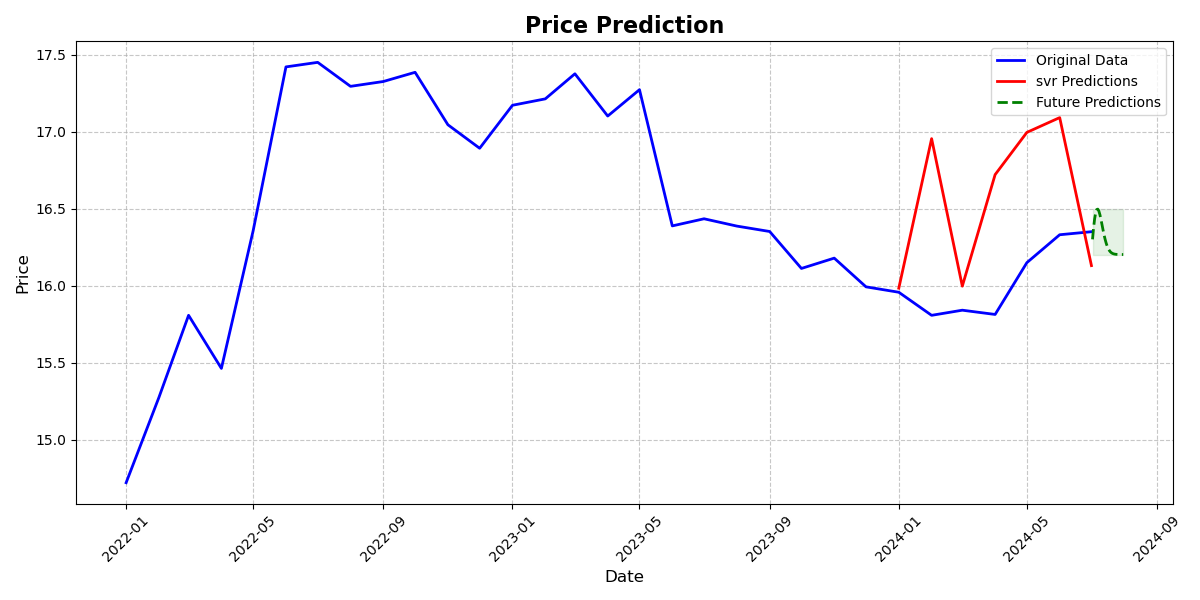 Price Prediction
Original Data
svr Predictions
Future Predictions
Price
17.5
17.0
16.5
16.0
15.5
15.0
2022-01
2022-05
2022-09
2023-01
2023-05
2023-09
2024-01
2024-05
2024-09
Date